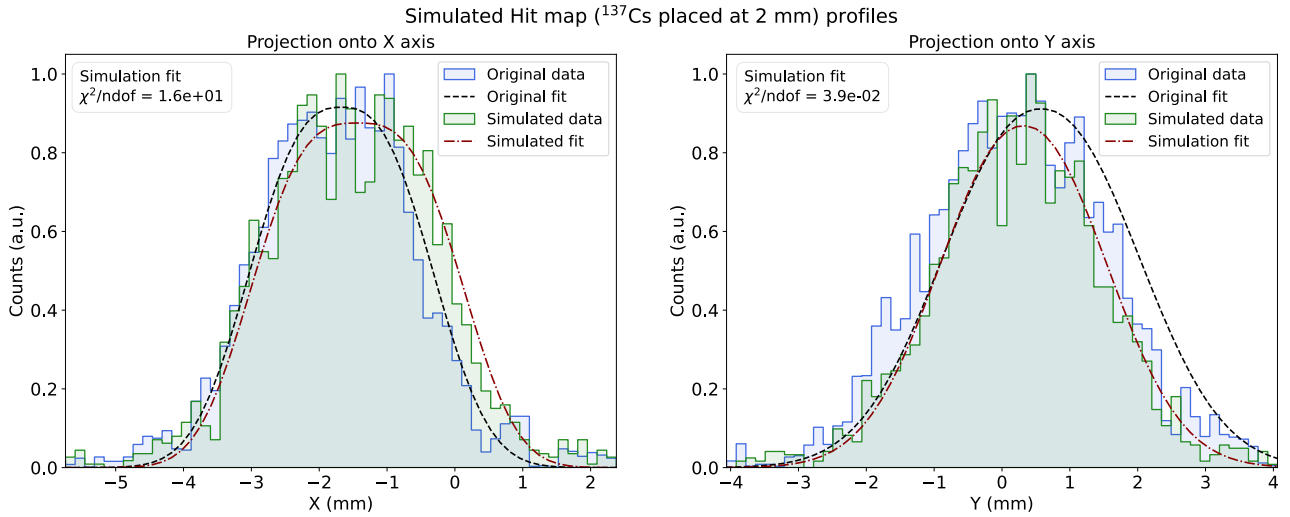 Simulated Hit map (¹³⁷Cs placed at 2 mm) profiles
Projection onto X axis
Simulation fit
χ²/ndof = 1.6e+01
Original data
Original fit
Simulated data
Simulated fit
Counts (a.u.)
1.0
0.8
0.6
0.4
0.2
0.0
−5
−4
−3
−2
−1
0
1
2
X (mm)
Projection onto Y axis
Simulation fit
χ²/ndof = 3.9e-02
Original data
Original fit
Simulated data
Simulation fit
Counts (a.u.)
1.0
0.8
0.6
0.4
0.2
0.0
−4
−3
−2
−1
0
1
2
3
4
Y (mm)